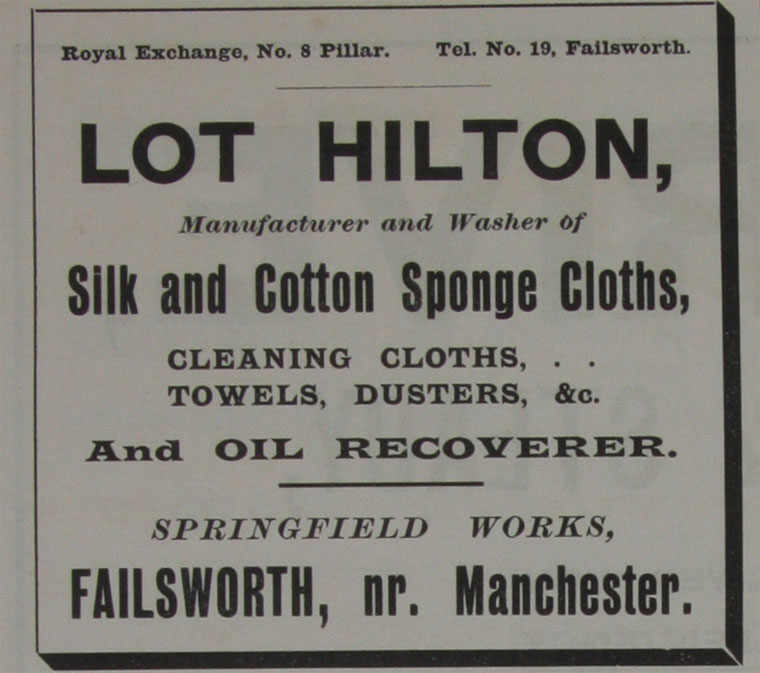 Royal Exchange, No. 8 Pillar. Tel. No. 19, Failsworth.
LOT HILTON,
Manufacturer and Washer of
Silk and Cotton Sponge Cloths,
CLEANING CLOTHS, . .
TOWELS, DUSTERS, &c.
And OIL RECOVERER.
SPRINGFIELD WORKS,
FAILSWORTH, nr. Manchester.